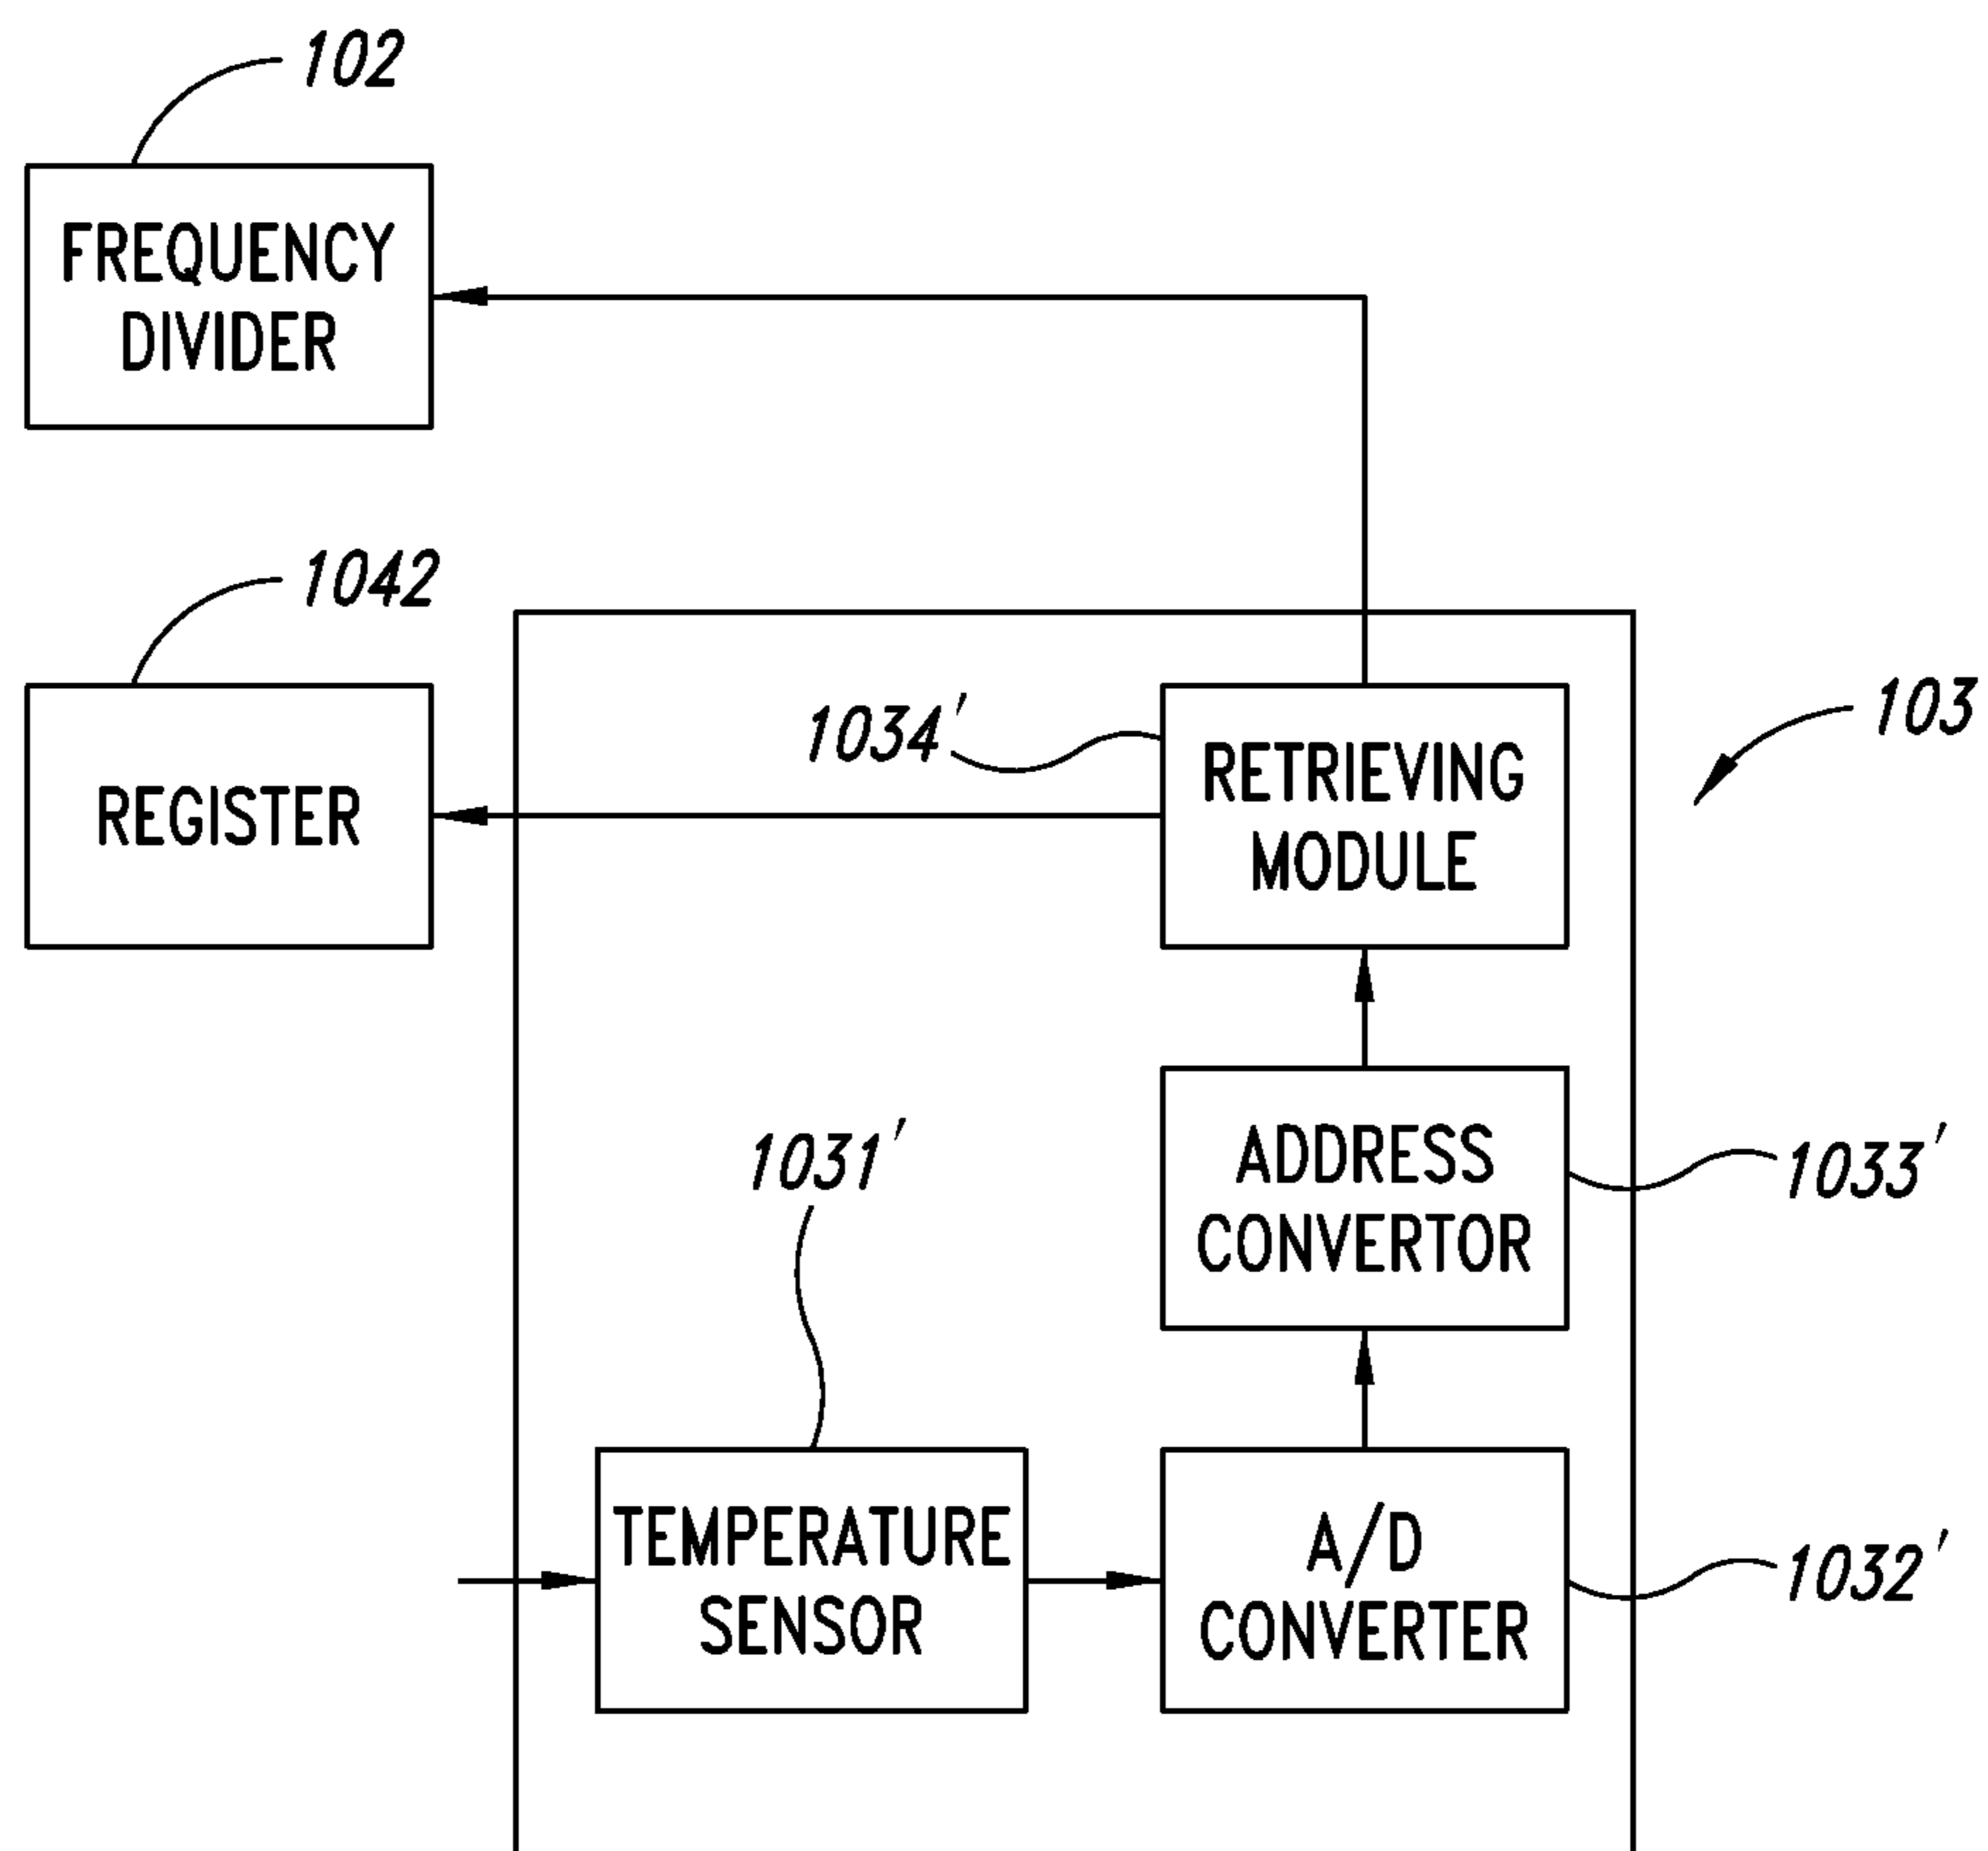 102
FREQUENCY
DIVIDER
1042
REGISTER
1034'
RETRIEVING
MODULE
103
ADDRESS
CONVERTOR
1033'
1031'
TEMPERATURE
SENSOR
A/D
CONVERTER
1032'